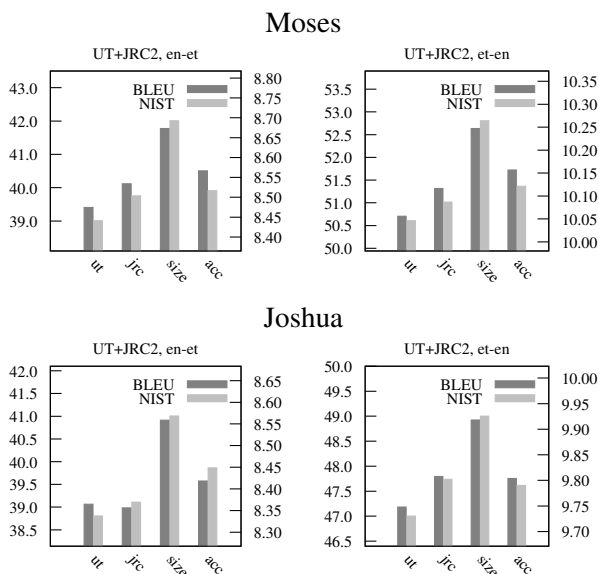 Moses
UT+JRC2, en-et
43.0
42.0
41.0
40.0
39.0
8.80
8.75
8.70
8.65
8.60
8.55
8.50
8.45
8.40
BLEU
NIST
ut
jrc
size
acc
UT+JRC2, et-en
53.5
53.0
52.5
52.0
51.5
51.0
50.5
50.0
10.35
10.30
10.25
10.20
10.15
10.10
10.05
10.00
BLEU
NIST
ut
jrc
size
acc
Joshua
UT+JRC2, en-et
42.0
41.5
41.0
40.5
40.0
39.5
39.0
38.5
8.65
8.60
8.55
8.50
8.45
8.40
8.35
8.30
BLEU
NIST
ut
jrc
size
acc
UT+JRC2, et-en
50.0
49.5
49.0
48.5
48.0
47.5
47.0
46.5
10.00
9.95
9.90
9.85
9.80
9.75
9.70
BLEU
NIST
ut
jrc
size
acc